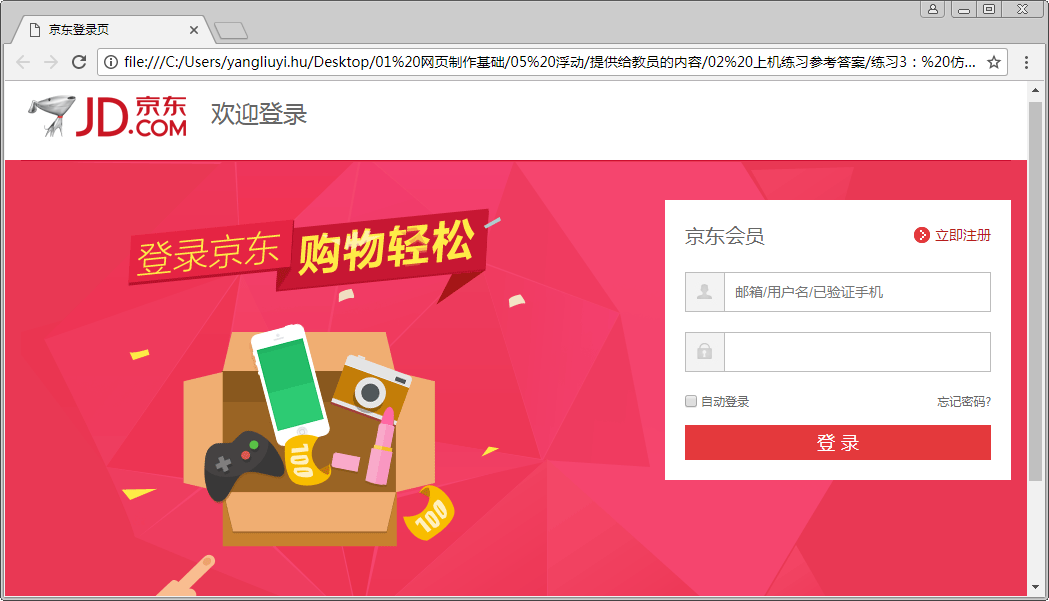 京东登录页
file:///C:/Users/yangliuyi.hu/Desktop/01%20网页制作基础/05%20浮动/提供给教员的内容/02%20上机练习参考答案/练习3：%20仿...
JD.COM 京东
欢迎登录
登录京东 购物轻松
京东会员
立即注册
邮箱/用户名/已验证手机
自动登录
忘记密码?
登 录
100
100